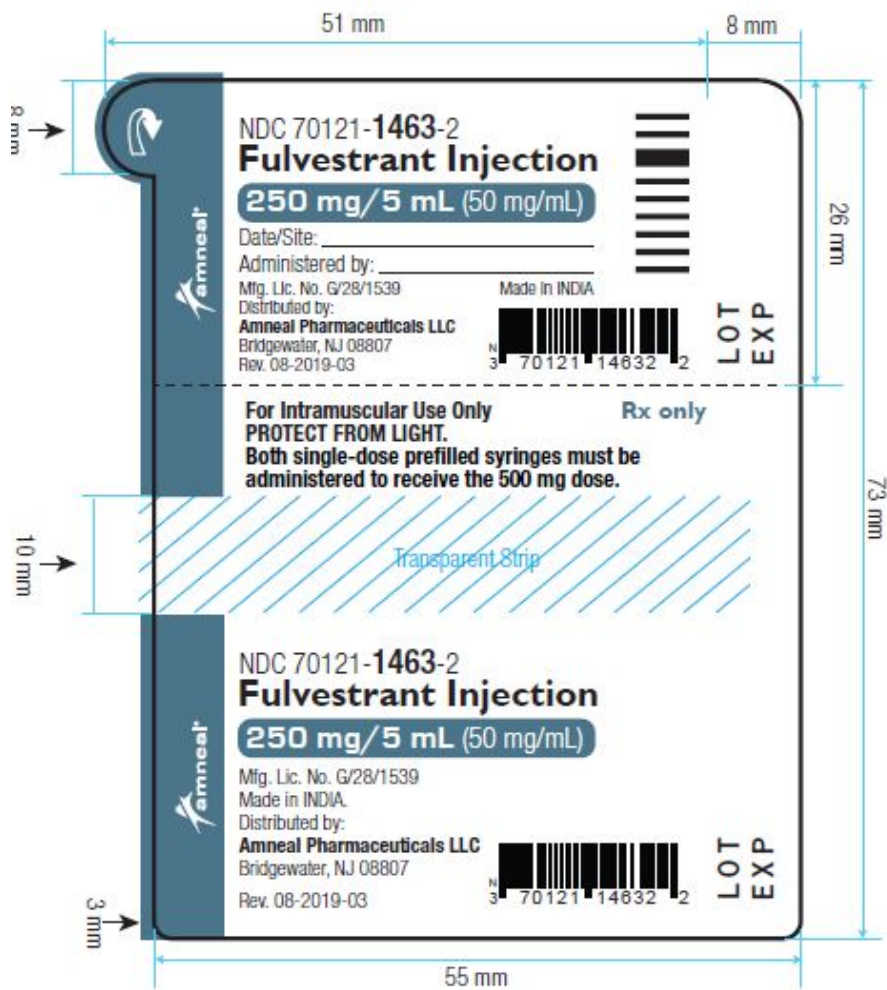 51 mm
8 mm
8 mm
NDC 70121-1463-2
Fulvestrant Injection
250 mg/5 mL (50 mg/mL)
Date/Site:
Administered by:
Mfg. Lic. No. G/28/1539
Made in INDIA
Distributed by:
Amneal Pharmaceuticals LLC
Bridgewater, NJ 08807
Rev. 08-2019-03
N
3 70121 14632 2
LOT
EXP
amneal®
26 mm
For Intramuscular Use Only
Rx only
PROTECT FROM LIGHT.
Both single-dose prefilled syringes must be
administered to receive the 500 mg dose.
73 mm
10 mm
Transparent Strip
NDC 70121-1463-2
Fulvestrant Injection
250 mg/5 mL (50 mg/mL)
amneal®
Mfg. Lic. No. G/28/1539
Made in INDIA.
Distributed by:
Amneal Pharmaceuticals LLC
Bridgewater, NJ 08807
Rev. 08-2019-03
N
3 70121 14632 2
LOT
EXP
3 mm
55 mm